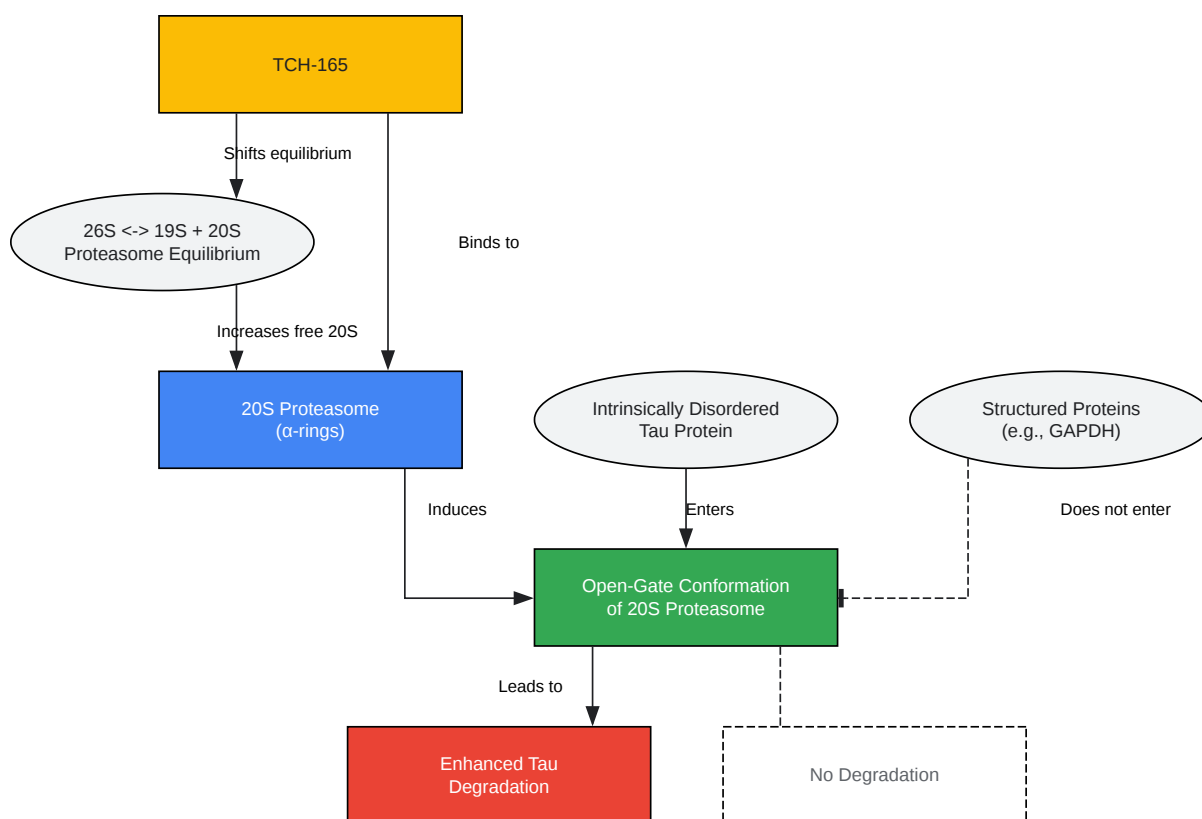 TCH-165
Shifts equilibrium
26S <-> 19S + 20S
Proteasome Equilibrium
Binds to
Increases free 20S
20S Proteasome
(α-rings)
Intrinsically Disordered
Tau Protein
Structured Proteins
(e.g., GAPDH)
Induces
Enters
Does not enter
Open-Gate Conformation
of 20S Proteasome
Leads to
Enhanced Tau
Degradation
No Degradation